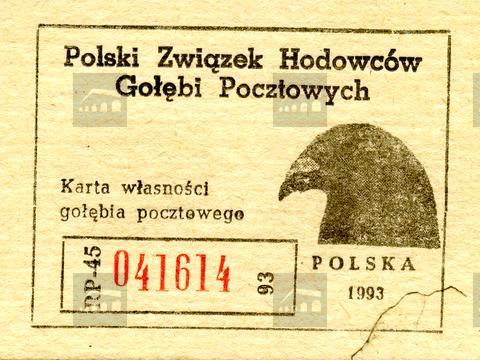 Polski Związek Hodowców
Gołębi Pocztowych
Karta własności
gołębia pocztowego
RP-45
041614
93
POLSKA
1993